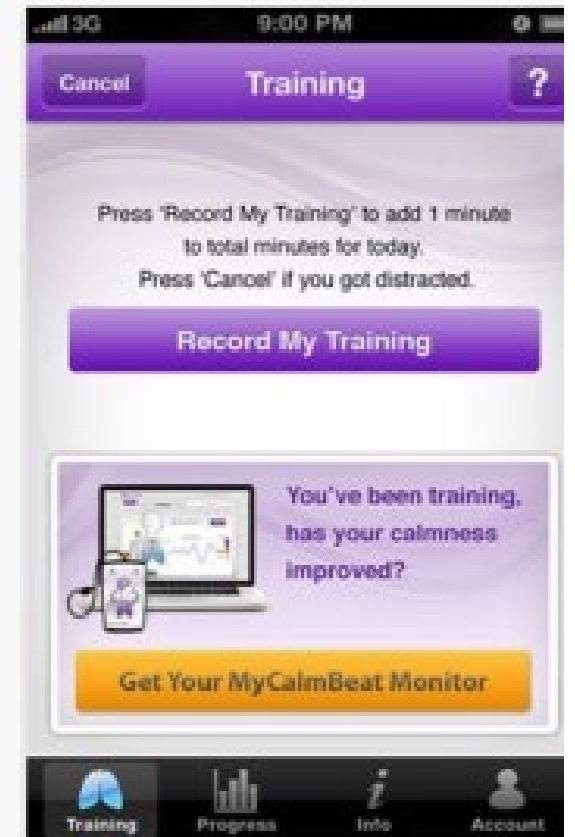 3G 9:00 PM
Cancel Training ?
Press 'Record My Training' to add 1 minute
to total minutes for today.
Press 'Cancel' if you got distracted.
Record My Training
You've been training,
has your calmness
improved?
Get Your MyCalmBeat Monitor
Training Progress Info Account